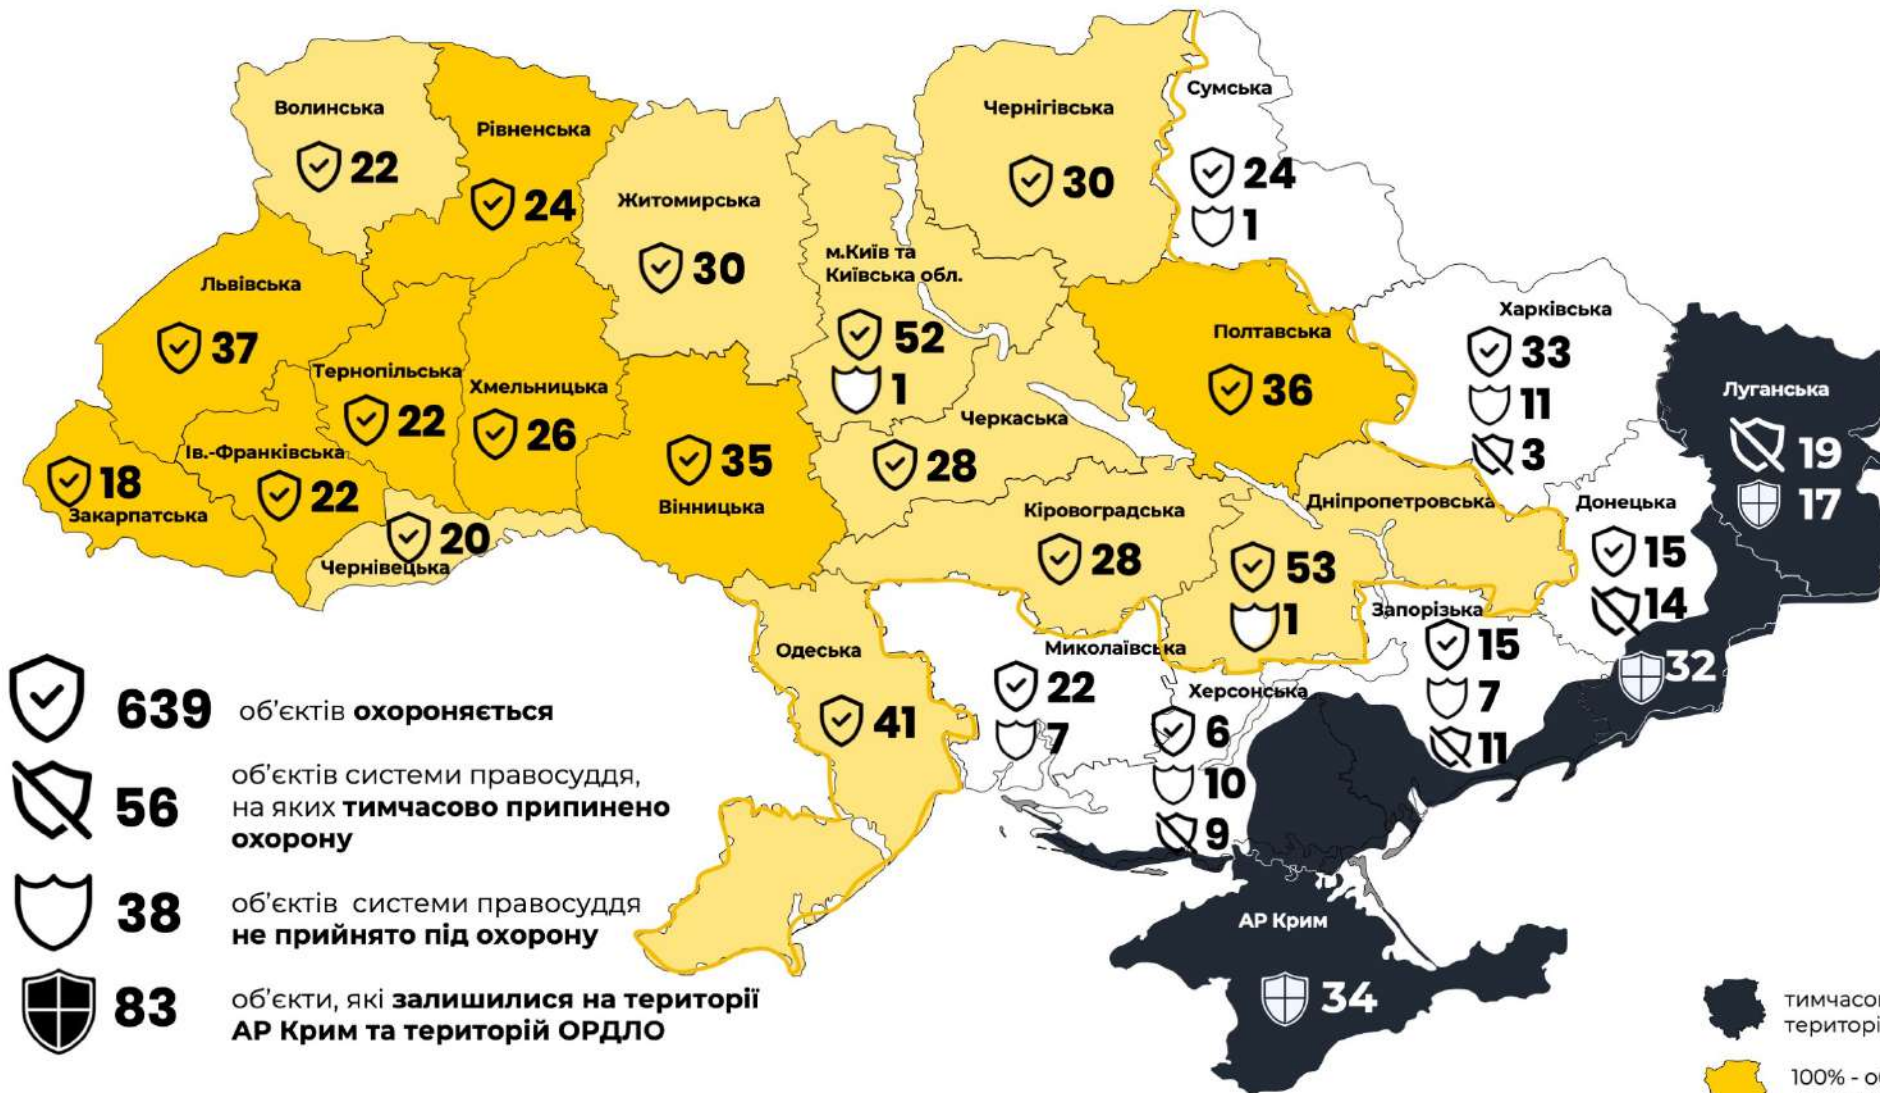 Волинська
22
Рівненська
24
Житомирська
30
м.Київ та
Київська обл.
52
1
Чернігівська
30
Сумська
24
1
Львівська
37
Тернопільська
22
Хмельницька
26
Ів.-Франківська
22
18
Закарпатська
20
Чернівецька
35
Вінницька
Черкаська
28
Полтавська
36
Харківська
33
11
3
Луганська
19
17
Кіровоградська
28
Дніпропетровська
53
1
Донецька
15
14
32
Запорізька
15
7
11
Одеська
41
Миколаївська
22
7
Херсонська
6
10
9
АР Крим
34
639 об'єктів охороняється
56 об'єктів системи правосуддя,
на яких тимчасово припинено
охорону
38 об'єктів системи правосуддя
не прийнято під охорону
83 об'єкти, які залишилися на території
АР Крим та територій ОРДЛО
100% -